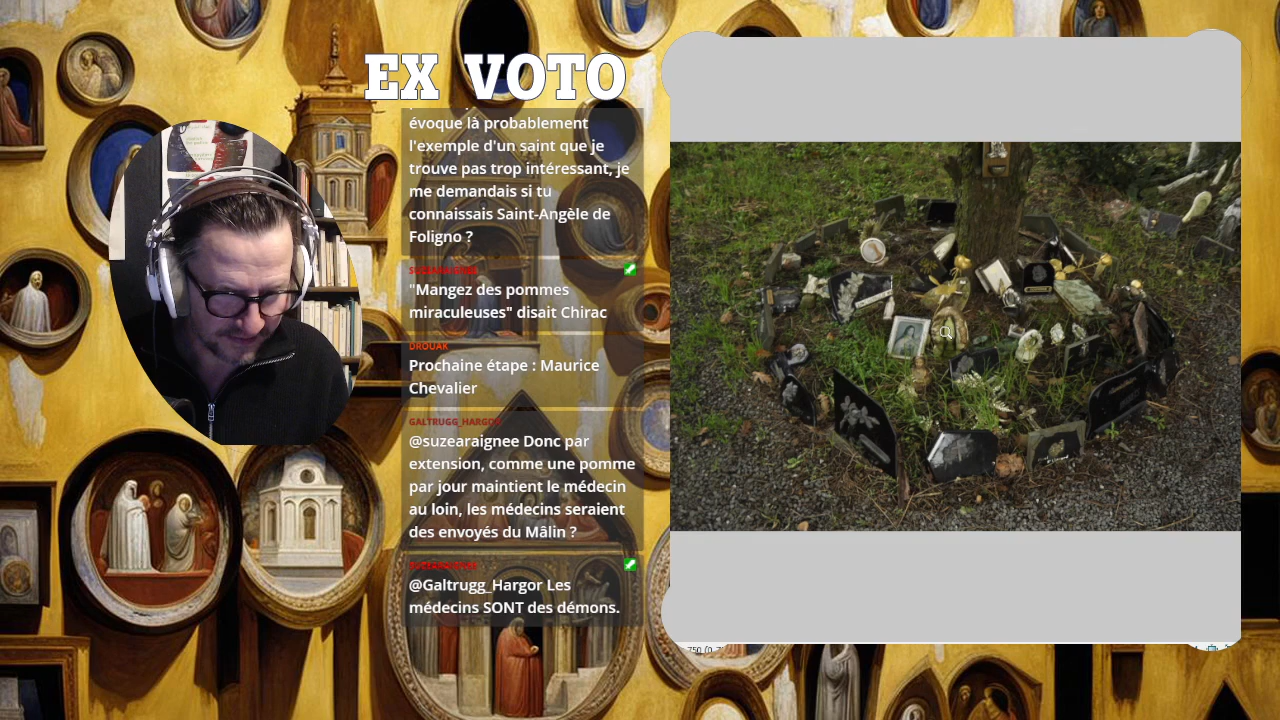 EX VOTO
évoque là probablement
l'exemple d'un saint que je
trouve pas trop intéressant, je
me demandais si tu
connaissais Saint-Angèle de
Foligno ?
"Mangez des pommes
miraculeuses" disait Chirac
DROUAK
Prochaine étape : Maurice
Chevalier
GALTRUGG_HARGOR
@suzearaignee Donc par
extension, comme une pomme
par jour maintient le médecin
au loin, les médecins seraient
des envoyés du Mâlin ?
SUZEARAIGNEE
@Galtrugg_Hargor Les
médecins SONT des démons.